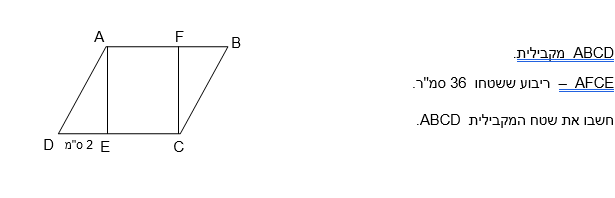 ABCD מקבילית.
AFCE – ריבוע ששטחו 36 סמ"ר.
חשבו את שטח המקבילית ABCD.
A F B
D 2 ס"מ E C